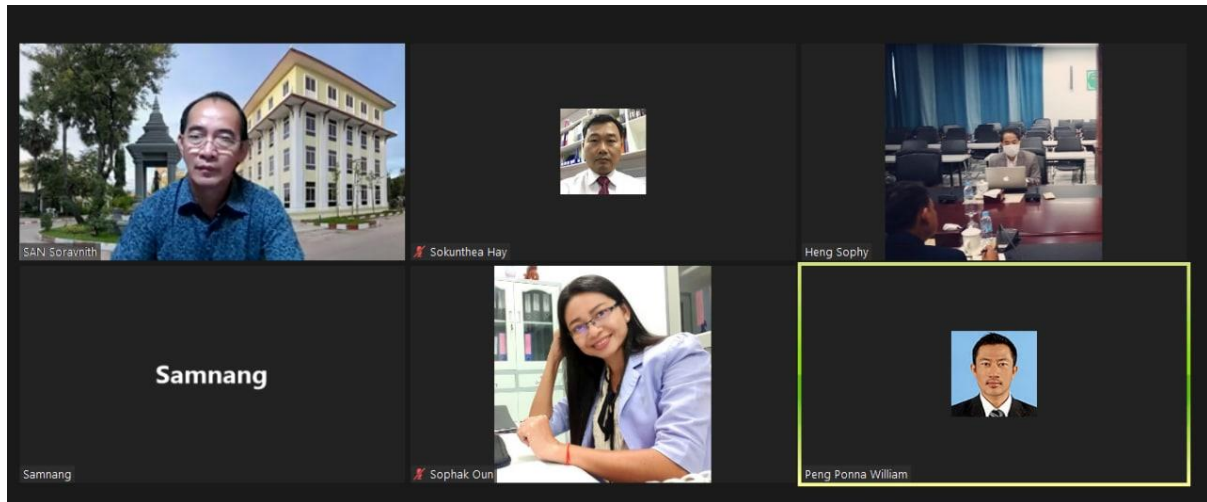 SAN Soravnith
Sokunthea Hay
Heng Sophy
Samnang
Samnang
Sophak Oun
Peng Ponna William